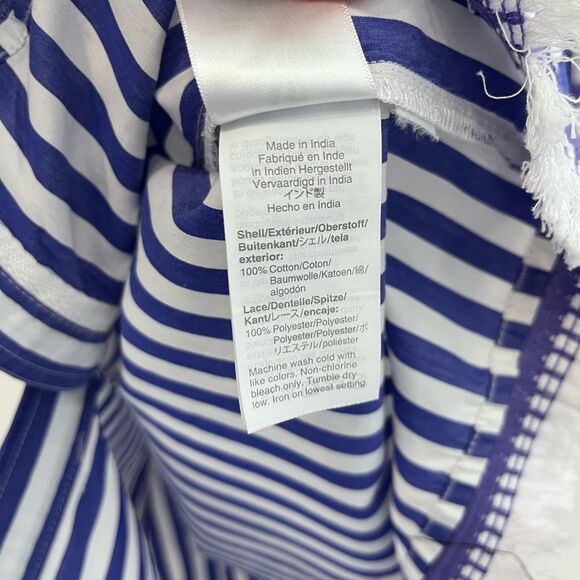 Made in India
Fabriqué en Inde
in Indien Hergestellt
Vervaardigd in India
インド製
Hecho en India
Shell/Extérieur/Oberstoff/
Buitenkant/シェル/tela
exterior:
100% Cotton/Coton/
Baumwolle/Katoen/綿/
algodón
Lace/Dentelle/Spitze/
Kant/レース/encaje:
100% Polyester/Polyester/
Polyester/Polyester/ポ
リエステル/poliéster
Machine wash cold with
like colors. Non-chlorine
bleach only. Tumble dry
low. Iron on lowest setting.